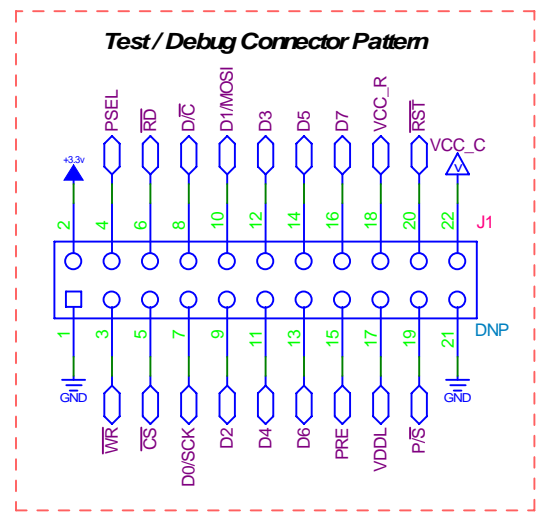 Test / Debug Connector Pattern
PSEL
RD
D/C
D1/MOSI
D3
D5
D7
VCC_R
RST
VCC_C
+3.3v
V
2
4
6
8
10
12
14
16
18
20
22
J1
DNP
1
3
5
7
9
11
13
15
17
19
21
GND
WR
CS
D0/SCK
D2
D4
D6
PRE
VDDL
P/S
GND